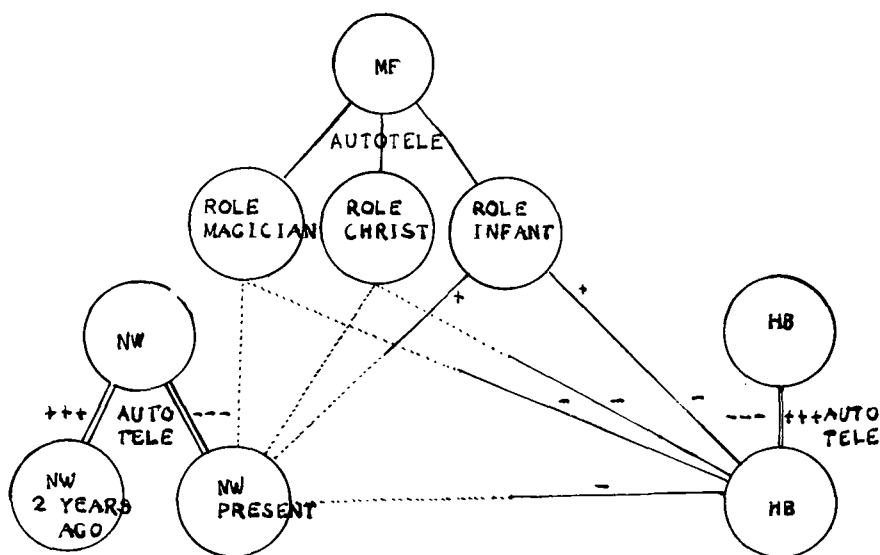 MF
AUTOTELE
ROLE
MAGICIAN
ROLE
CHRIST
ROLE
INFANT
+
+
NW
HB
+++
AUTO
TELE
---
-
-
-
---
+++
AUTO
TELE
NW
2 YEARS
AGO
NW
PRESENT
-
HB